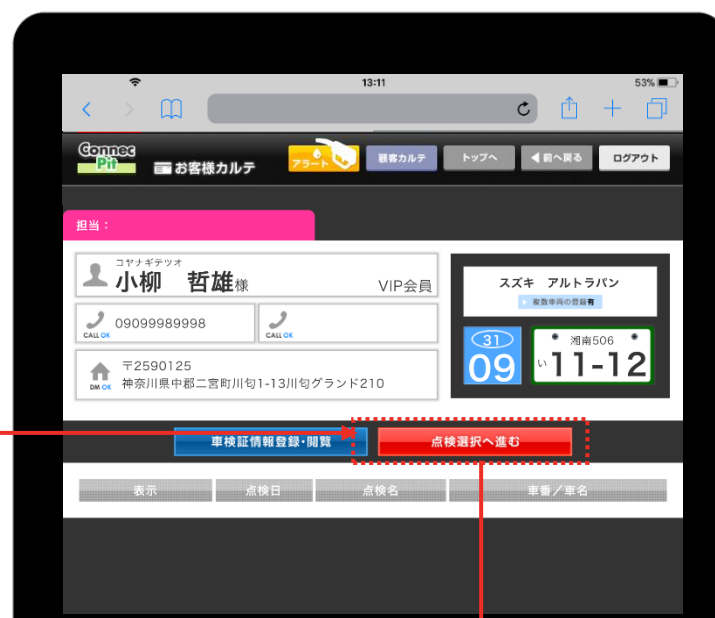 13:11
53%
Connec
Pit
お客様カルテ
アラート
顧客カルテ
トップへ
◀前へ戻る
ログアウト
担当：
コヤナギテツオ
小柳　哲雄様
VIP会員
CALL OK
09099989998
CALL OK
DM OK
〒2590125
神奈川県中郡二宮町川匂1-13川匂グランド210
スズキ　アルトラパン
複数車両の登録有
31
09
湘南506
い 11-12
車検証情報登録・閲覧
点検選択へ進む
表示
点検日
点検名
車番／車名